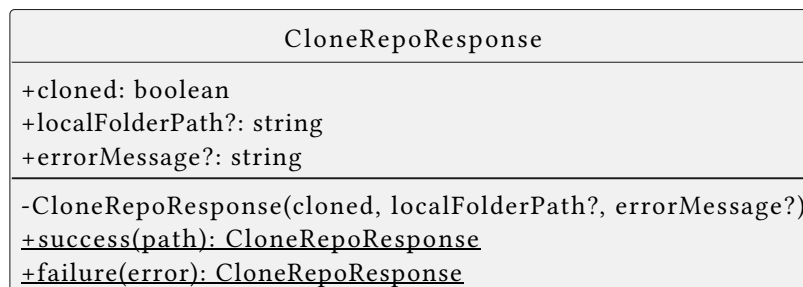 CloneRepoResponse
+cloned: boolean
+localFolderPath?: string
+errorMessage?: string
-CloneRepoResponse(cloned, localFolderPath?, errorMessage?)
+success(path): CloneRepoResponse
+failure(error): CloneRepoResponse